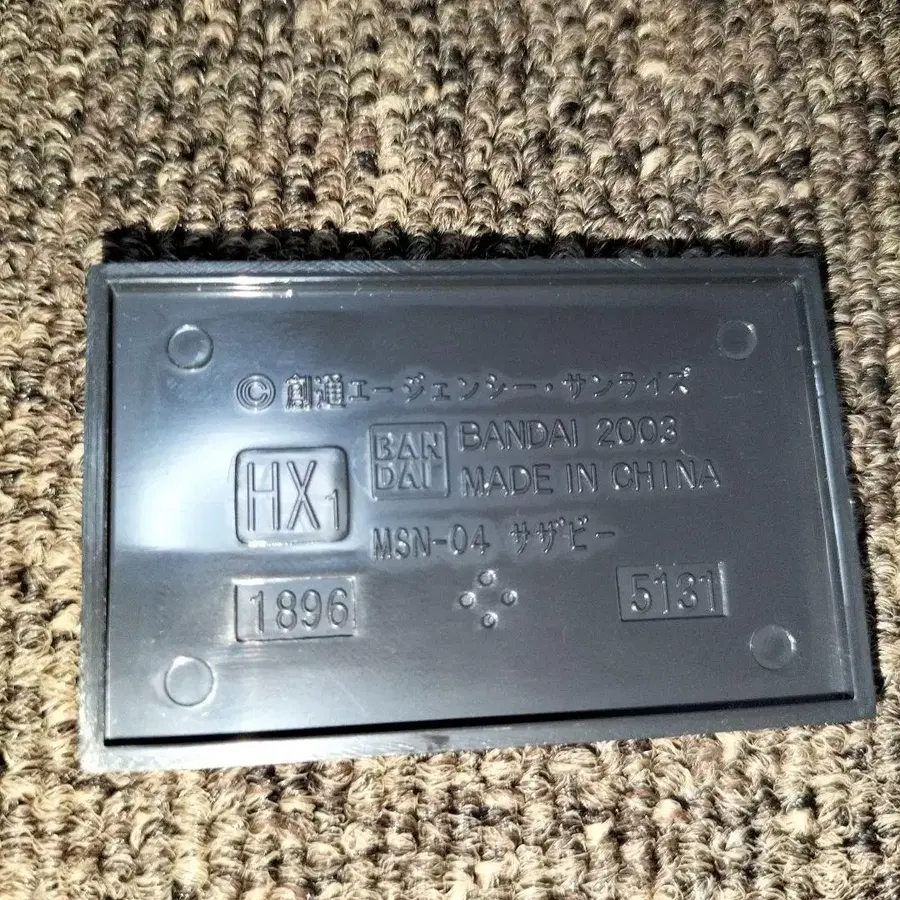 © 創通エージェンシー・サンライズ
HX1
BAN
DAI
BANDAI 2003
MADE IN CHINA
MSN-04 サザビー
1896
5131